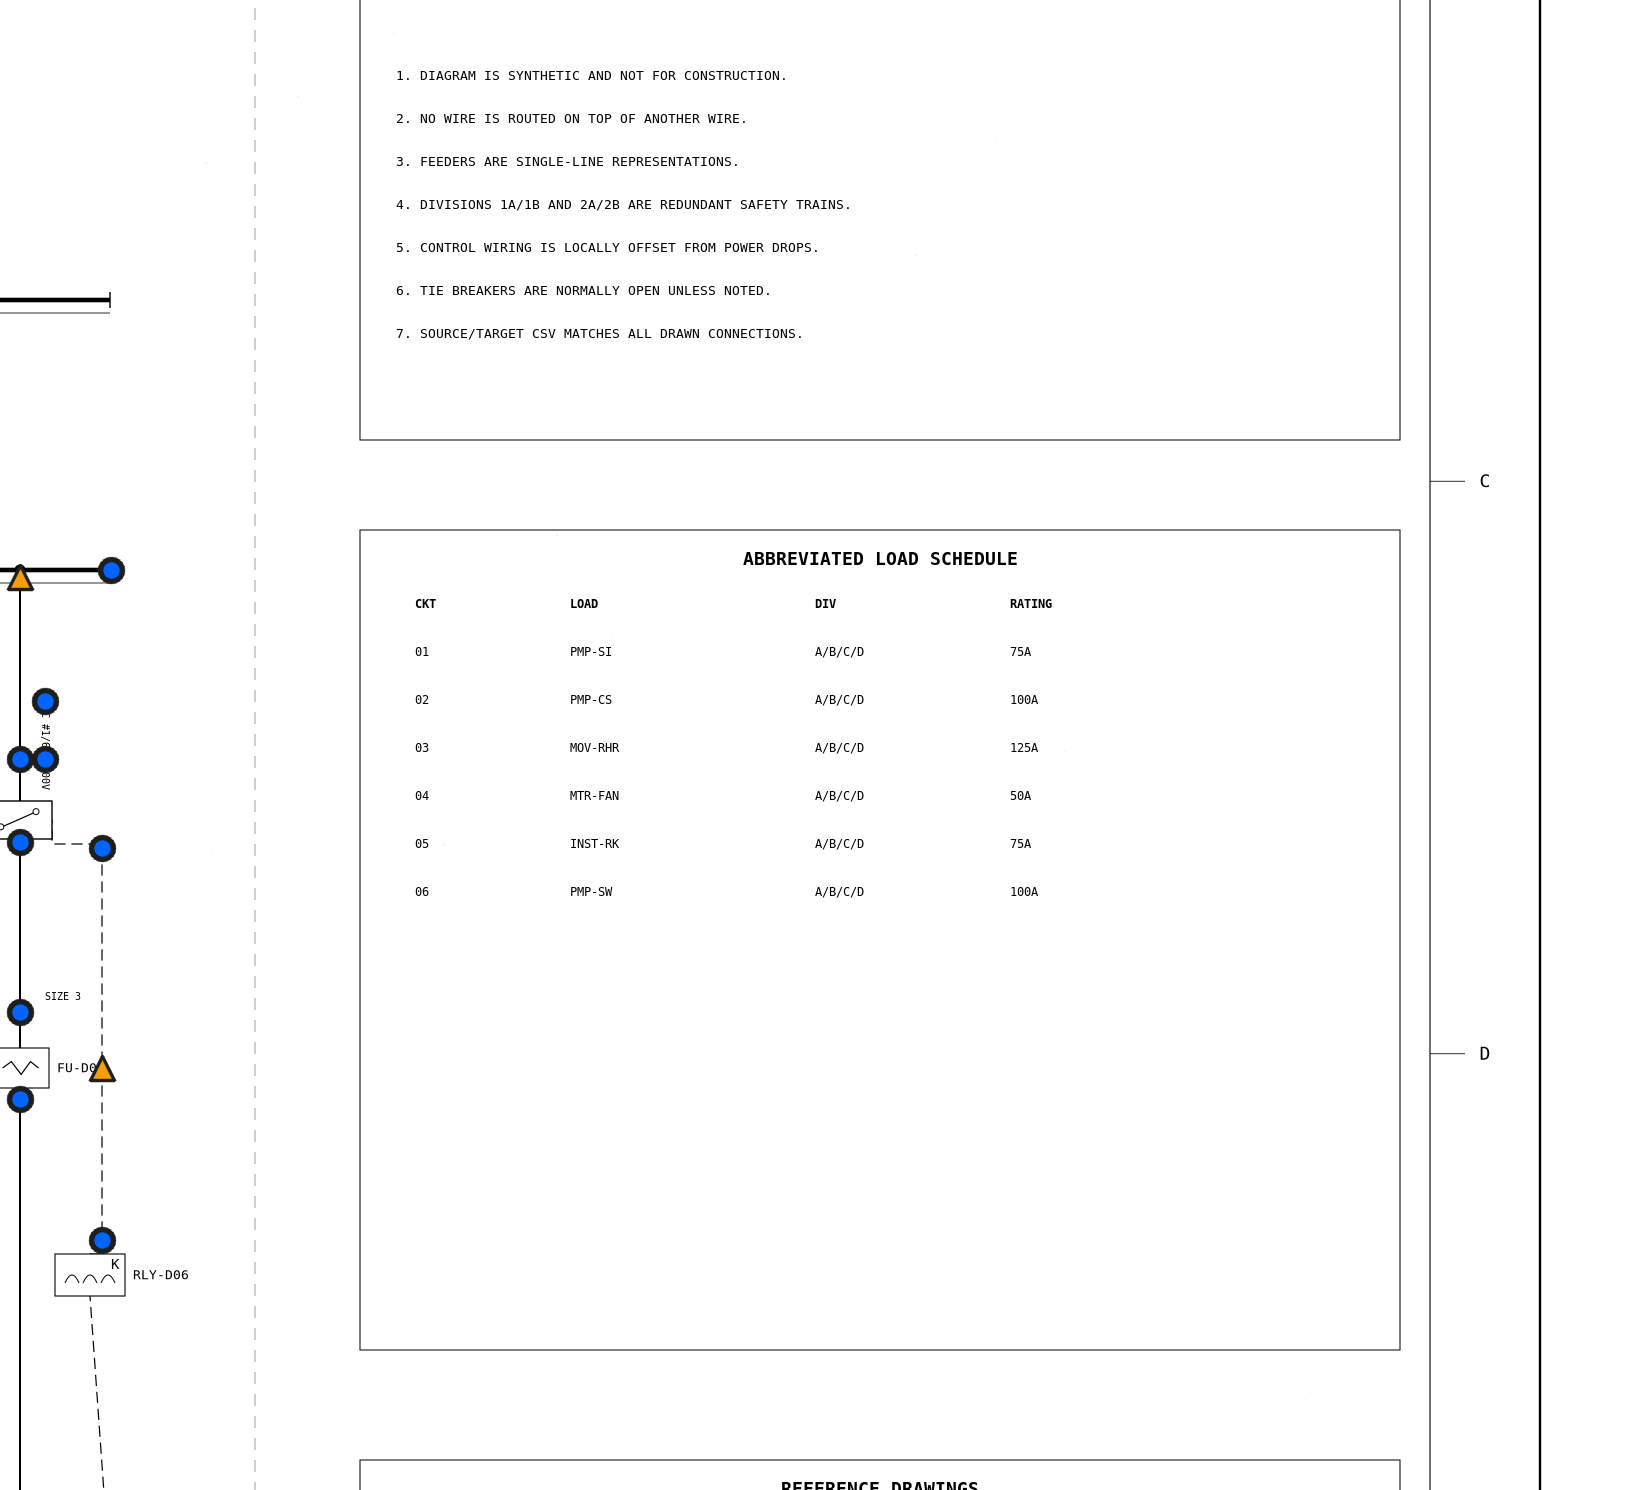 1. DIAGRAM IS SYNTHETIC AND NOT FOR CONSTRUCTION.
2. NO WIRE IS ROUTED ON TOP OF ANOTHER WIRE.
3. FEEDERS ARE SINGLE-LINE REPRESENTATIONS.
4. DIVISIONS 1A/1B AND 2A/2B ARE REDUNDANT SAFETY TRAINS.
5. CONTROL WIRING IS LOCALLY OFFSET FROM POWER DROPS.
6. TIE BREAKERS ARE NORMALLY OPEN UNLESS NOTED.
7. SOURCE/TARGET CSV MATCHES ALL DRAWN CONNECTIONS.
C
ABBREVIATED LOAD SCHEDULE
CKT LOAD DIV RATING
01 PMP-SI A/B/C/D 75A
02 PMP-CS A/B/C/D 100A
03 MOV-RHR A/B/C/D 125A
04 MTR-FAN A/B/C/D 50A
05 INST-RK A/B/C/D 75A
06 PMP-SW A/B/C/D 100A
SIZE 3
D
K
RLY-D06
REFERENCE DRAWINGS